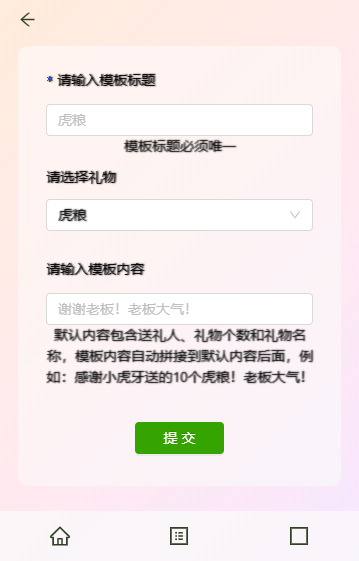 * 请输入模板标题
虎粮
模板标题必须唯一
请选择礼物
虎粮
请输入模板内容
谢谢老板！老板大气！
默认内容包含送礼人、礼物个数和礼物名
称，模板内容自动拼接到默认内容后面，例
如：感谢小虎牙送的10个虎粮！老板大气！
提 交